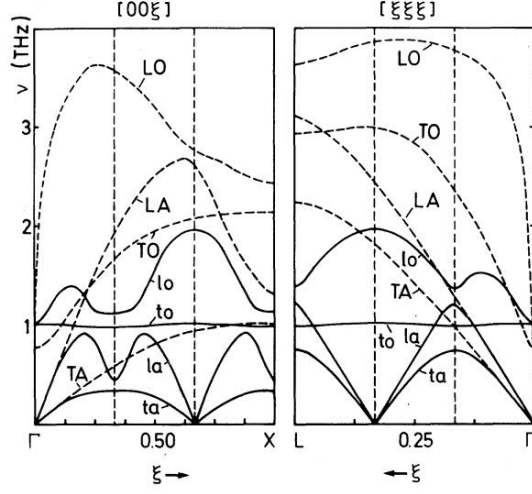 [00ξ]
[ξξξ]
ν (THz)
3
2
1
LO
LA
TO
lo
to
TA
la
ta
LO
TO
LA
lo
TA
to
la
ta
Γ
0.50
X
L
0.25
Γ
ξ →
← ξ